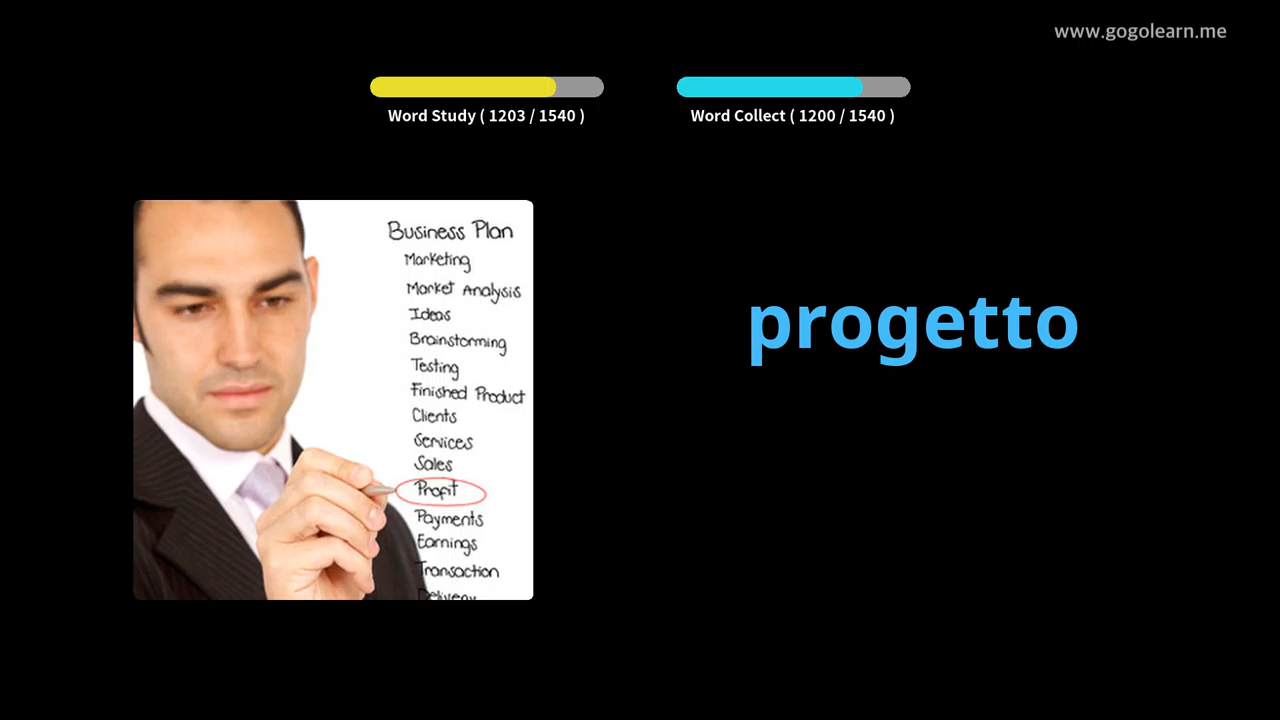 www.gogolearn.me
Word Study ( 1203 / 1540 )
Word Collect ( 1200 / 1540 )
Business Plan
Marketing
Market Analysis
Ideas
Brainstorming
Testing
Finished Product
Clients
Services
Sales
Profit
Payments
Earnings
Transaction
Delivery
progetto